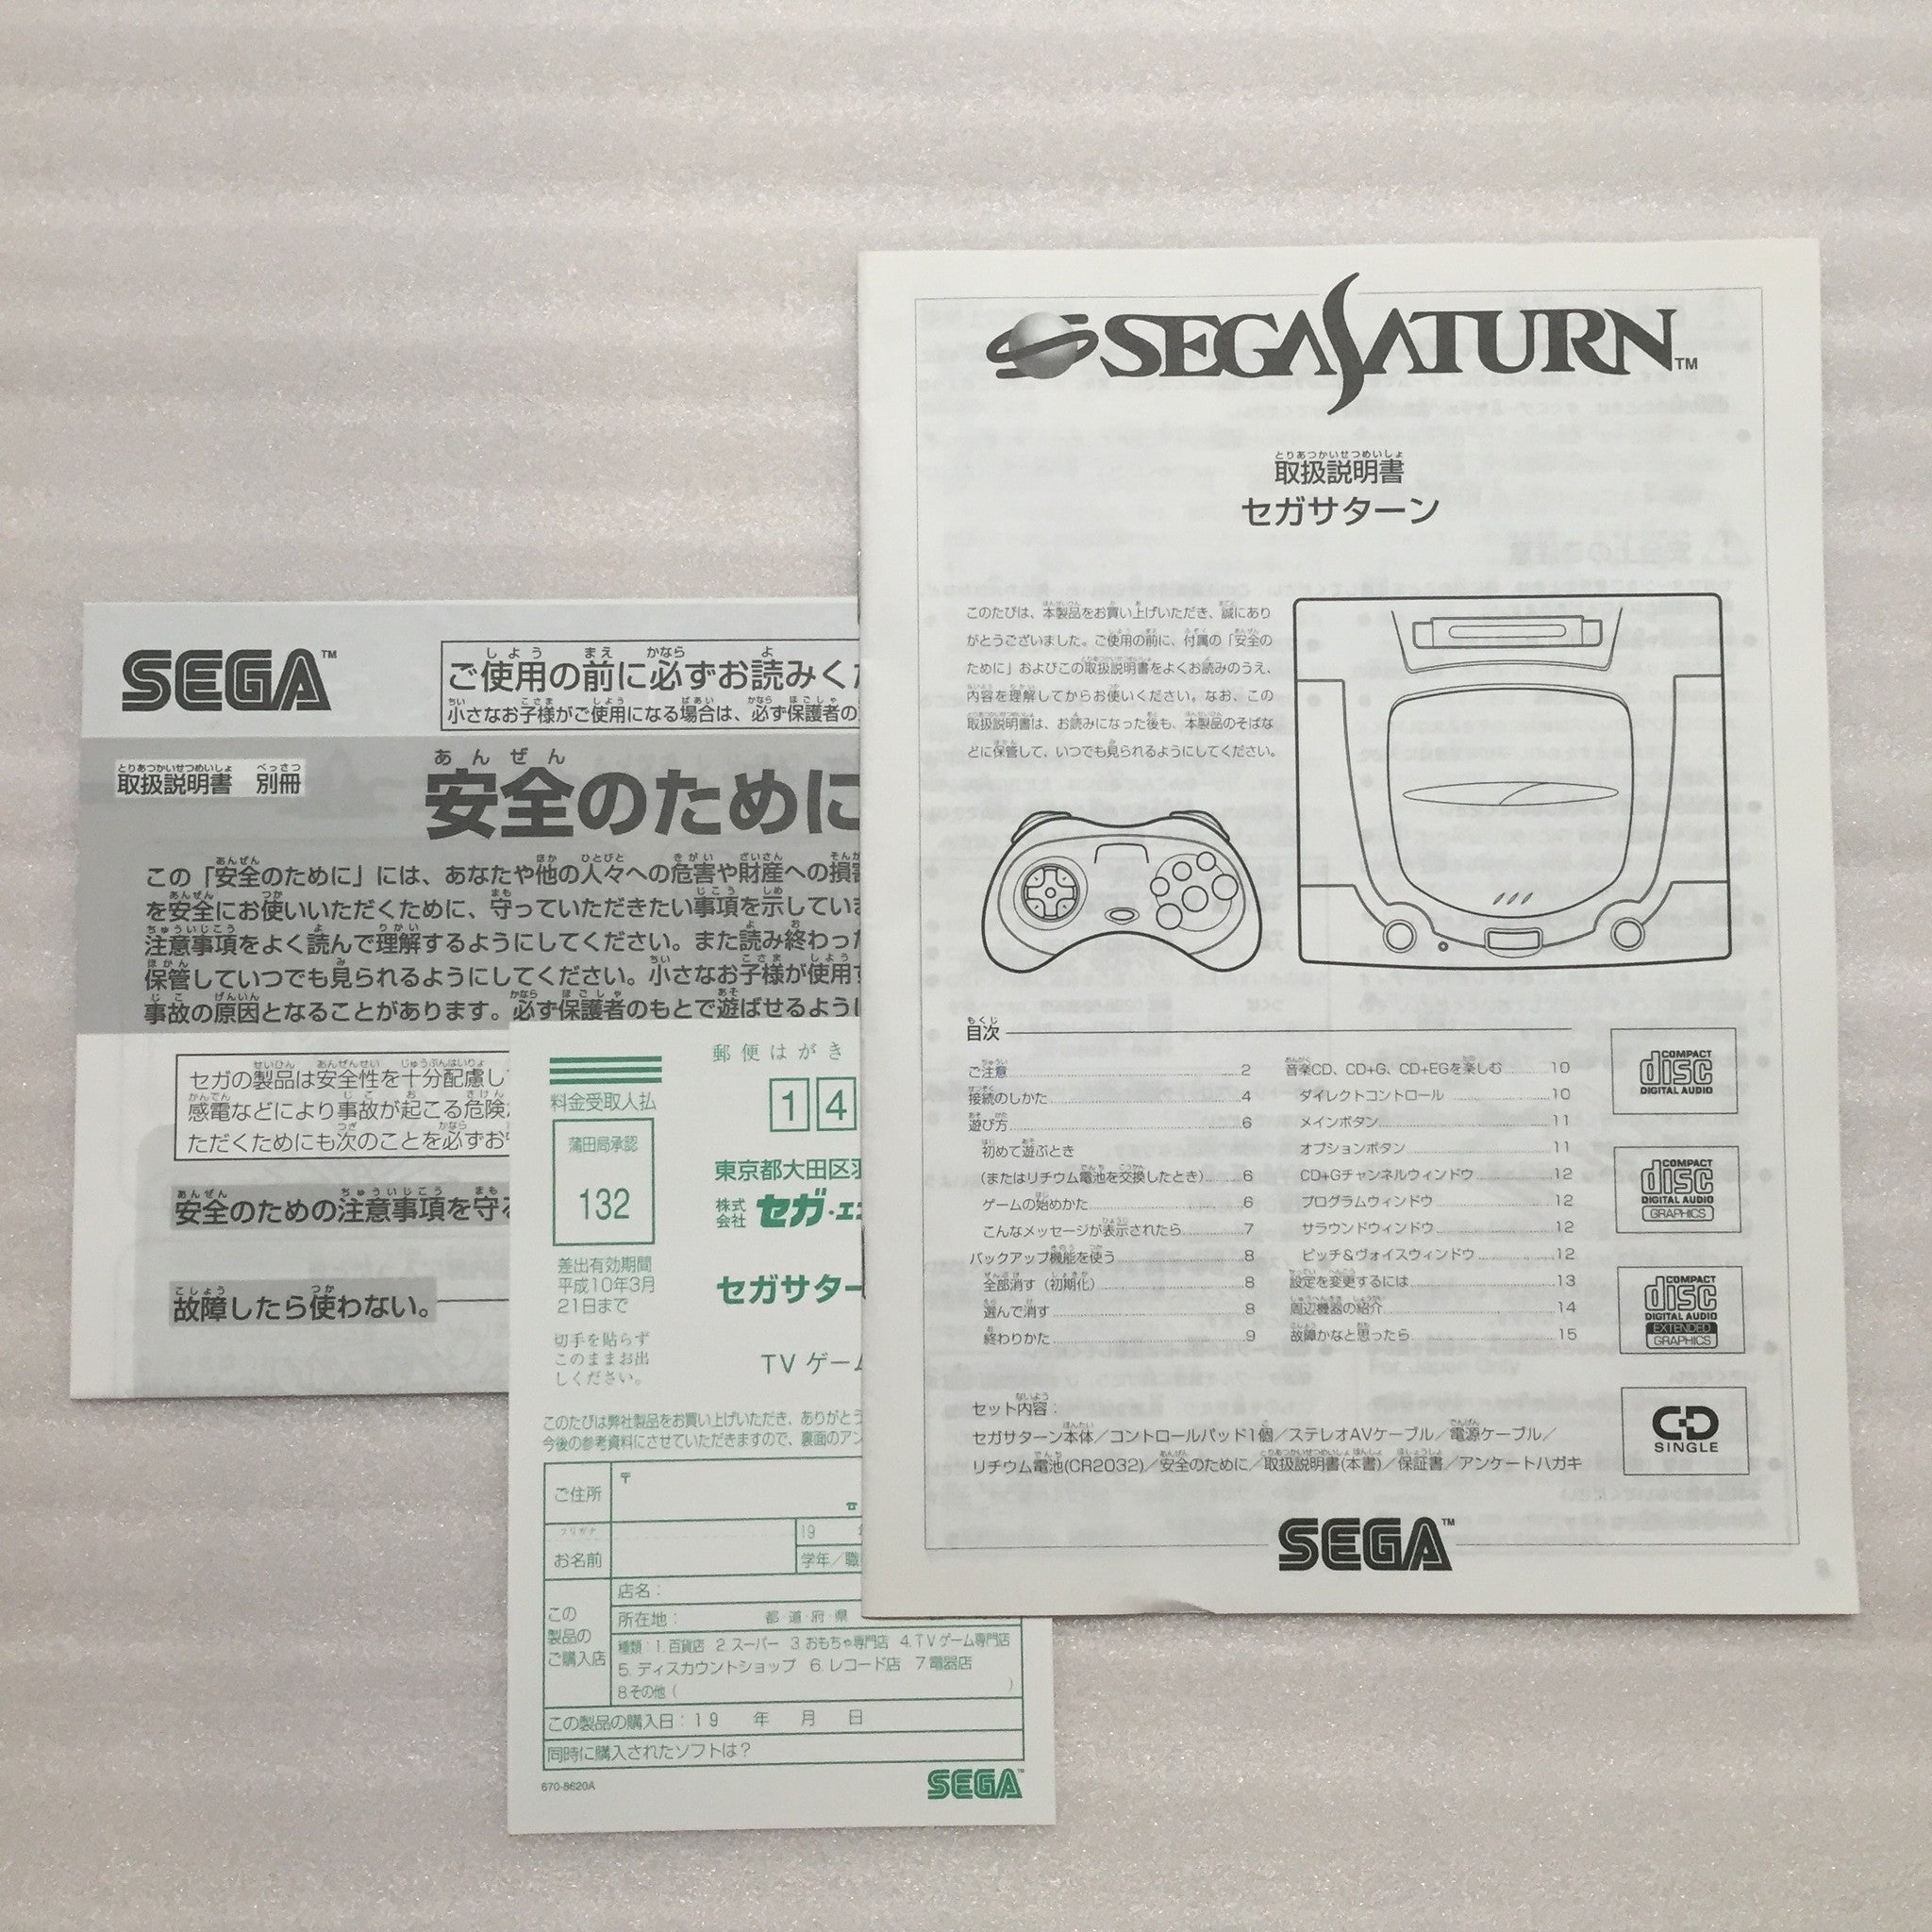 SEGA™
ご使用の前に必ずお読みく
小さなお子様がご使用になる場合は、必ず保護者の
取扱説明書 別冊
安全のために
この「安全のために」には、あなたや他の人々への危害や財産への損害
を安全にお使いいただくために、守っていただきたい事項を示していま
注意事項をよく読んで理解するようにしてください。また読み終わった
保管していつでも見られるようにしてください。小さなお子様が使用す
事故の原因となることがあります。必ず保護者のもとで遊ばせるように
セガの製品は安全性を十分配慮し
感電などにより事故が起こる危険
ただくためにも次のことを必ずお
安全のための注意事項を守る
故障したら使わない。
郵便はがき
料金受取人払
1 4
蒲田局承認
132
東京都大田区羽
株式会社 セガ・エ
差出有効期間
平成10年3月
21日まで
セガサター
切手を貼らず
このままお出
しください。
TVゲーム
このたびは弊社製品をお買い上げいただき、ありがとう
今後の参考資料にさせていただきますので、裏面のアン
ご住所 〒
☎
フリガナ
お名前
19
学年/職
この製品のご購入店
店名:
所在地: 都・道・府・県
種類: 1.百貨店 2.スーパー 3.おもちゃ専門店 4.TVゲーム専門店
5.ディスカウントショップ 6.レコード店 7.電器店
8.その他( )
この製品の購入日:19 年 月 日
同時に購入されたソフトは?
670-8620A
SEGA™
SEGA SATURN™
とりあつかいせつめいしょ
取扱説明書
セガサターン
このたびは、本製品をお買い上げいただき、誠にあり
がとうございました。ご使用の前に、付属の「安全の
ために」およびこの取扱説明書をよくお読みのうえ、
内容を理解してからお使いください。なお、この
取扱説明書は、お読みになった後も、本製品のそばな
どに保管して、いつでも見られるようにしてください。
目次
ご注意 2
接続のしかた 4
遊び方 6
初めて遊ぶとき
(またはリチウム電池を交換したとき) 6
ゲームの始めかた 6
こんなメッセージが表示されたら 7
バックアップ機能を使う 8
全部消す(初期化) 8
選んで消す 8
終わりかた 9
音楽CD、CD+G、CD+EGを楽しむ 10
ダイレクトコントロール 10
メインボタン 11
オプションボタン 11
CD+Gチャンネルウィンドウ 12
プログラムウィンドウ 12
サラウンドウィンドウ 12
ピッチ&ヴォイスウィンドウ 12
設定を変更するには 13
周辺機器の紹介 14
故障かなと思ったら 15
COMPACT disc DIGITAL AUDIO
COMPACT disc DIGITAL AUDIO GRAPHICS
COMPACT disc DIGITAL AUDIO EXTENDED GRAPHICS
CD SINGLE
セット内容:
セガサターン本体/コントロールパッド1個/ステレオAVケーブル/電源ケーブル/
リチウム電池(CR2032)/安全のために/取扱説明書(本書)/保証書/アンケートハガキ
SEGA™